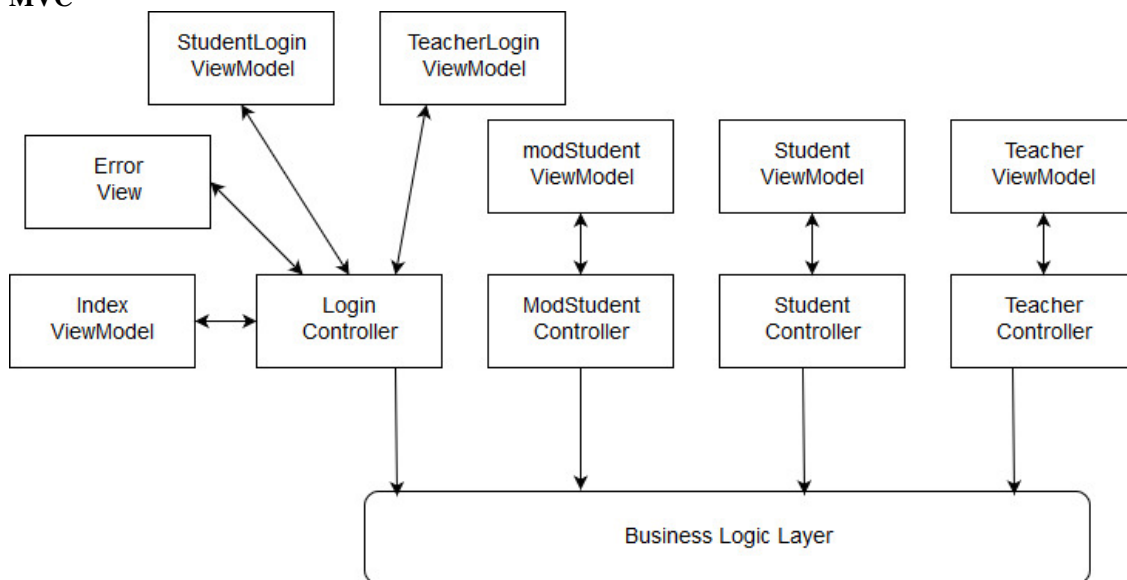 MVC
StudentLogin
ViewModel
TeacherLogin
ViewModel
Error
View
modStudent
ViewModel
Student
ViewModel
Teacher
ViewModel
Index
ViewModel
Login
Controller
ModStudent
Controller
Student
Controller
Teacher
Controller
Business Logic Layer